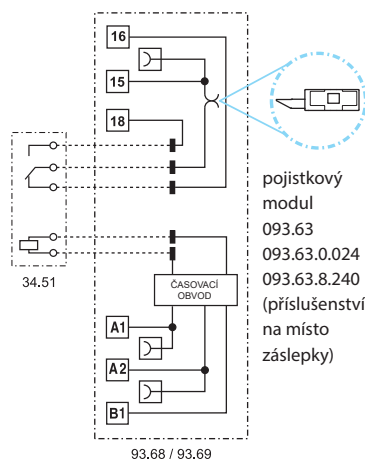 16
15
18
34.51
ČASOVACÍ
OBVOD
A1
A2
B1
93.68 / 93.69
pojistkový
modul
093.63
093.63.0.024
093.63.8.240
(příslušenství
na místo
záslepky)